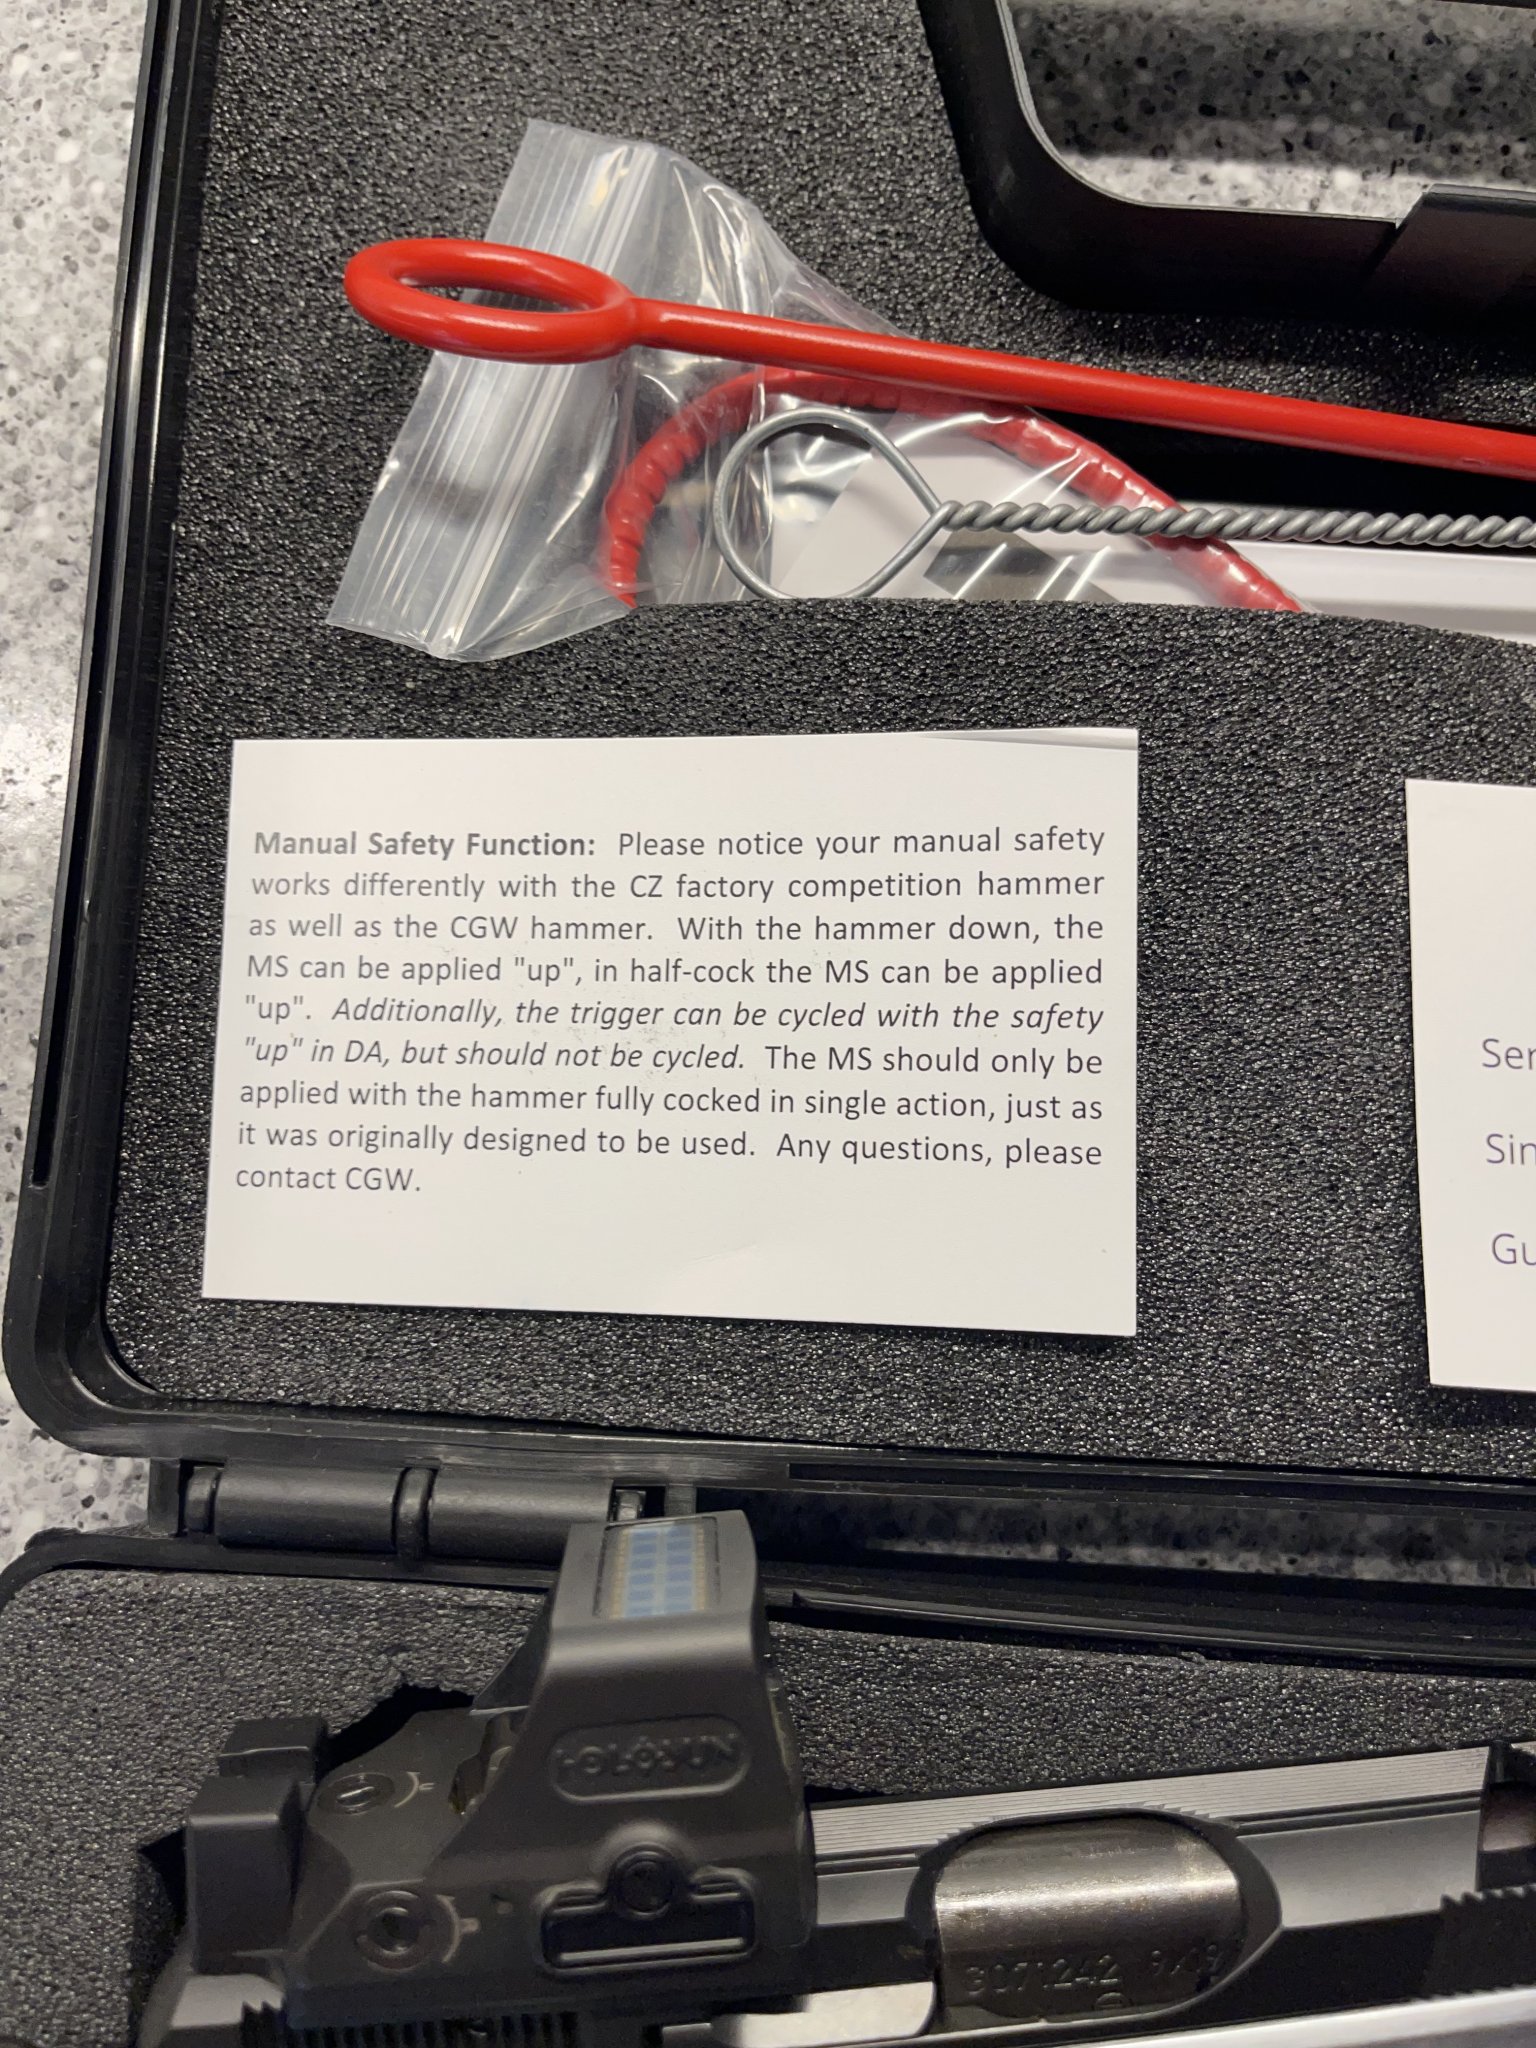 Manual Safety Function: Please notice your manual safety
works differently with the CZ factory competition hammer
as well as the CGW hammer. With the hammer down, the
MS can be applied "up", in half-cock the MS can be applied
"up". Additionally, the trigger can be cycled with the safety
"up" in DA, but should not be cycled. The MS should only be
applied with the hammer fully cocked in single action, just as
it was originally designed to be used. Any questions, please
contact CGW.
Ser
Sin
Gu
HOLOSUN
9x19